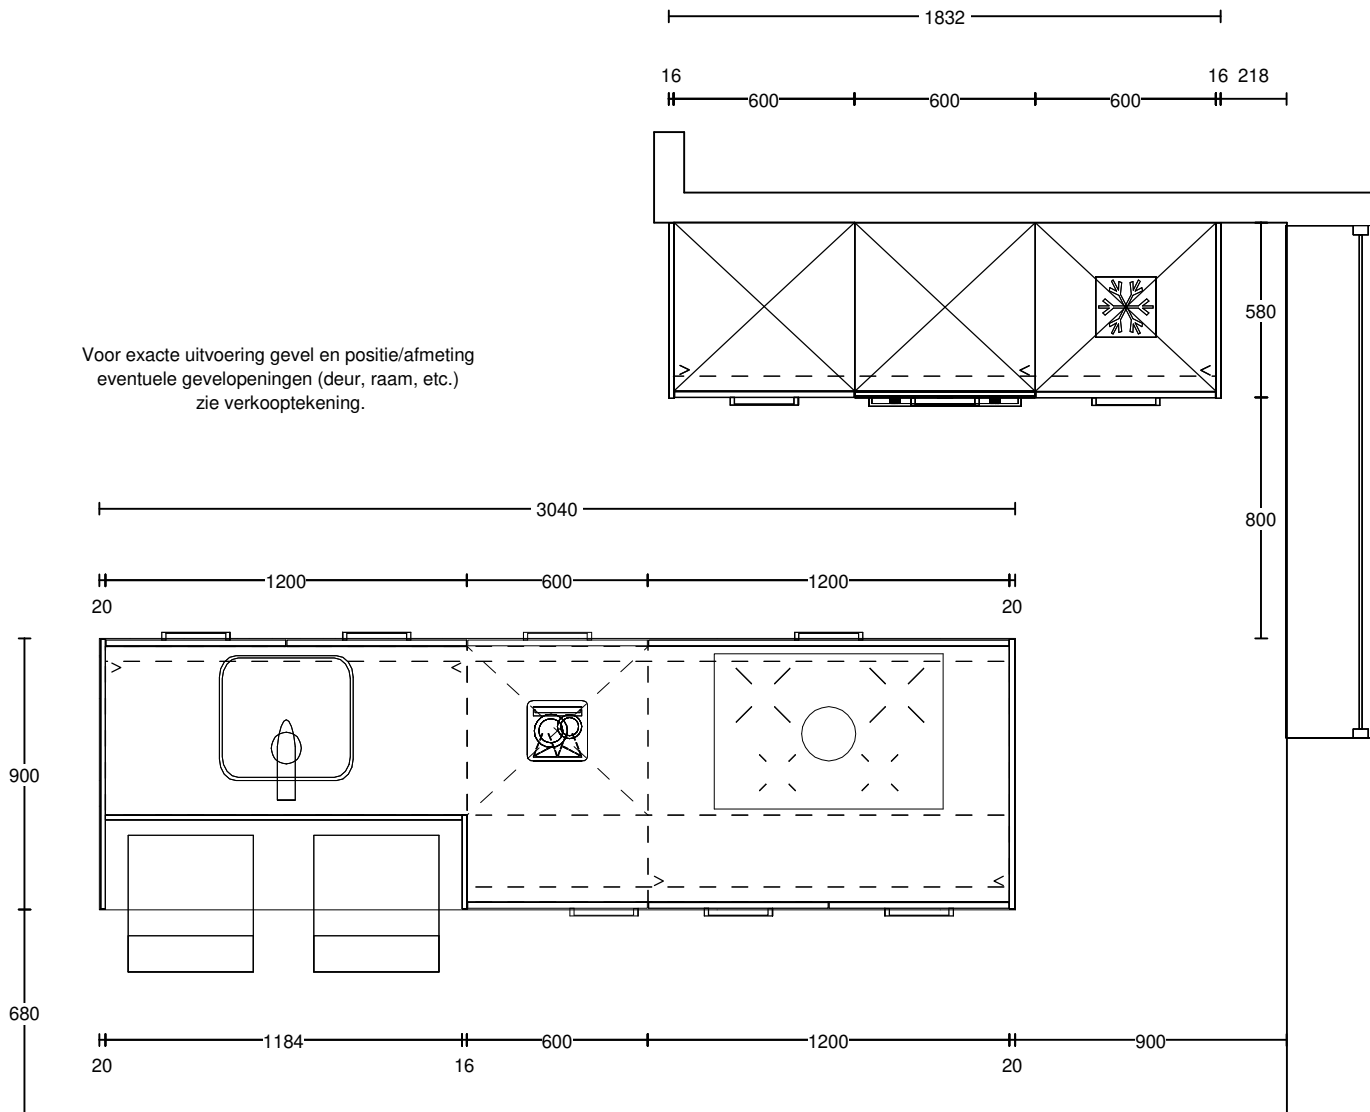 1832
16 16 218
600 600 600
580
Voor exacte uitvoering gevel en positie/afmeting
eventuele gevelopeningen (deur, raam, etc.)
zie verkooptekening.
3040
800
1200 600 1200
20 20
900
680
1184 600 1200 900
20 16 20